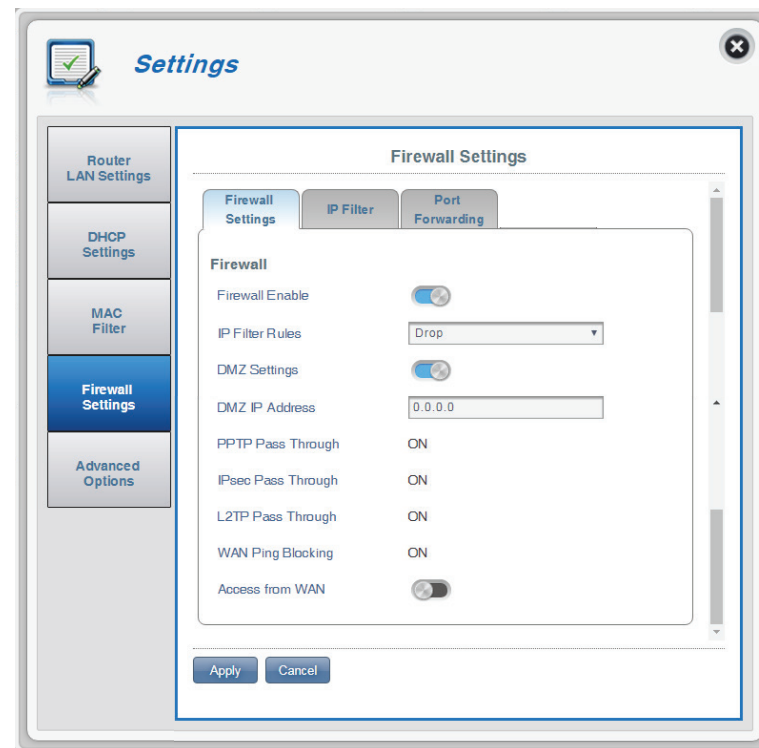 Settings
Router
LAN Settings
DHCP
Settings
MAC
Filter
Firewall
Settings
Advanced
Options
Firewall Settings
Firewall
Settings
IP Filter
Port
Forwarding
Firewall
Firewall Enable
IP Filter Rules
Drop
DMZ Settings
DMZ IP Address
0.0.0.0
PPTP Pass Through
ON
IPsec Pass Through
ON
L2TP Pass Through
ON
WAN Ping Blocking
ON
Access from WAN
Apply
Cancel